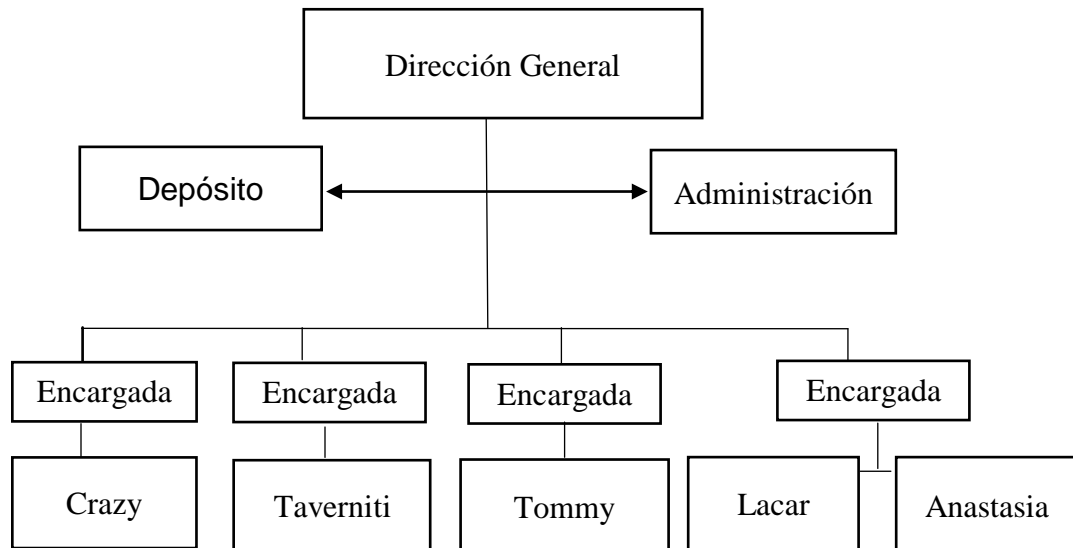 Dirección General
Depósito
Administración
Encargada
Encargada
Encargada
Encargada
Crazy
Taverniti
Tommy
Lacar
Anastasia